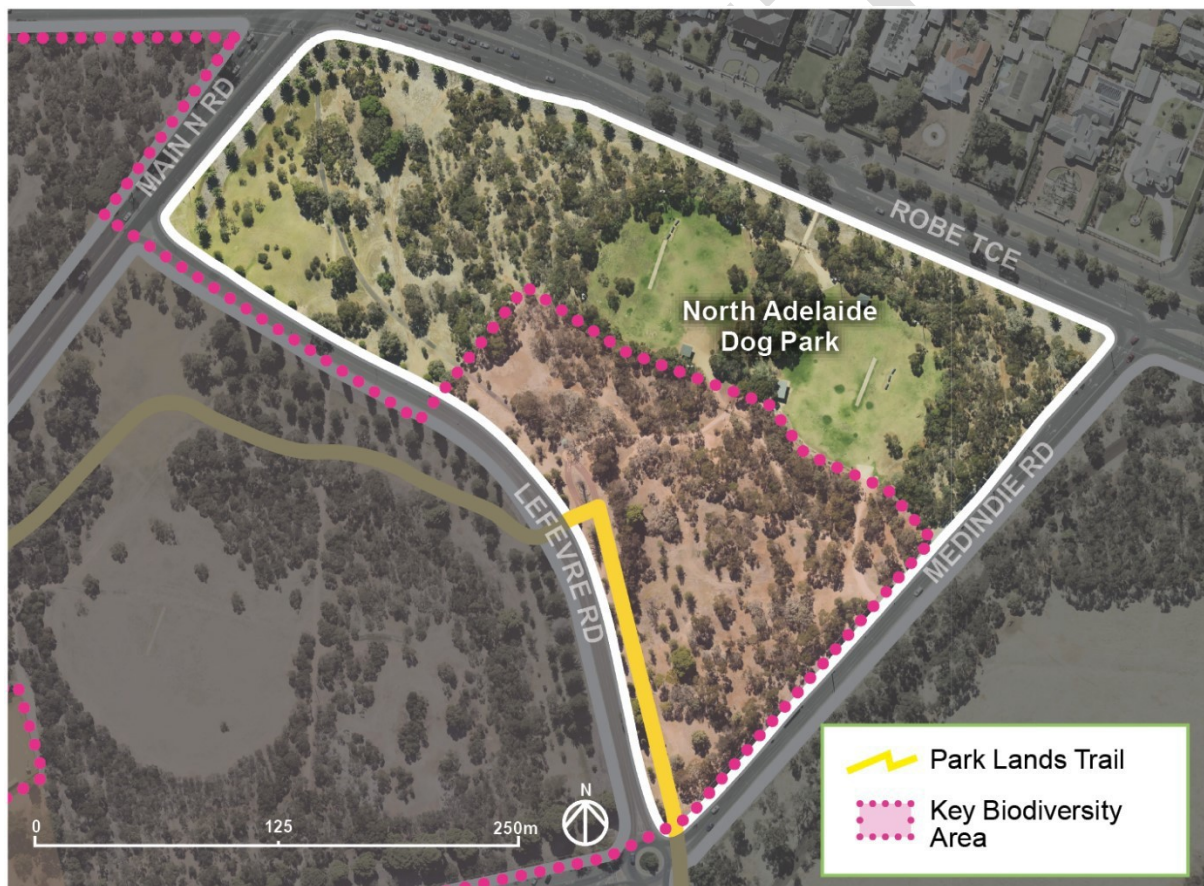 MAIN N RD
ROBE TCE
North Adelaide
Dog Park
MEDINDIE RD
LEFEVRE RD
N
0 125 250m
Park Lands Trail
Key Biodiversity
Area